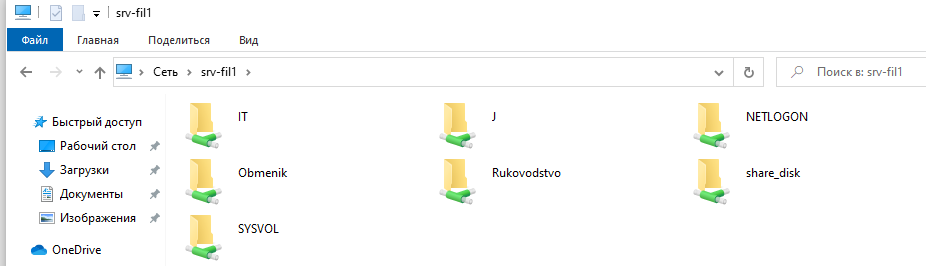 srv-fil1
Файл Главная Поделиться Вид
Сеть srv-fil1 Поиск в: srv-fil1
Быстрый доступ
Рабочий стол
Загрузки
Документы
Изображения
OneDrive
IT J NETLOGON
Obmenik Rukovodstvo share_disk
SYSVOL